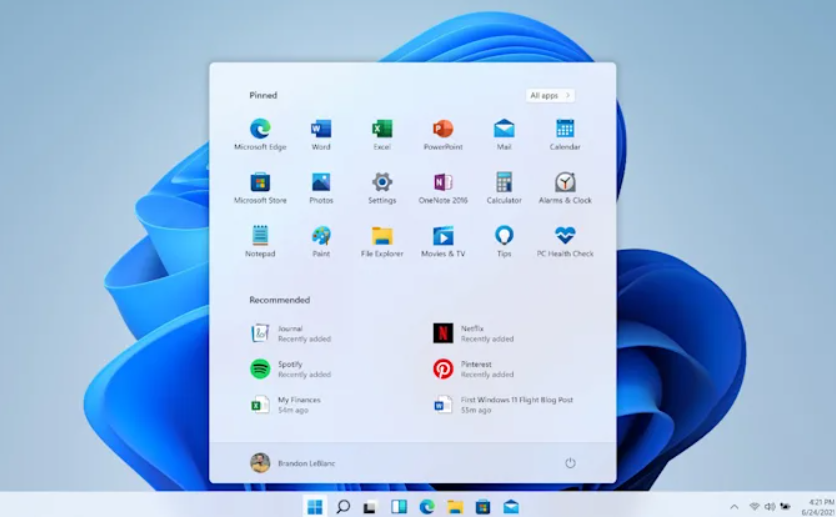 Pinned
All apps
Microsoft Edge
Word
Excel
PowerPoint
Mail
Calendar
Microsoft Store
Photos
Settings
OneNote 2016
Calculator
Alarms & Clock
Notepad
Paint
File Explorer
Movies & TV
Tips
PC Health Check
Recommended
Journal
Recently added
Netflix
Recently added
Spotify
Recently added
Pinterest
Recently added
My Finances
54m ago
First Windows 11 Flight Blog Post
55m ago
Brandon LeBlanc
4:21 PM
6/24/2021